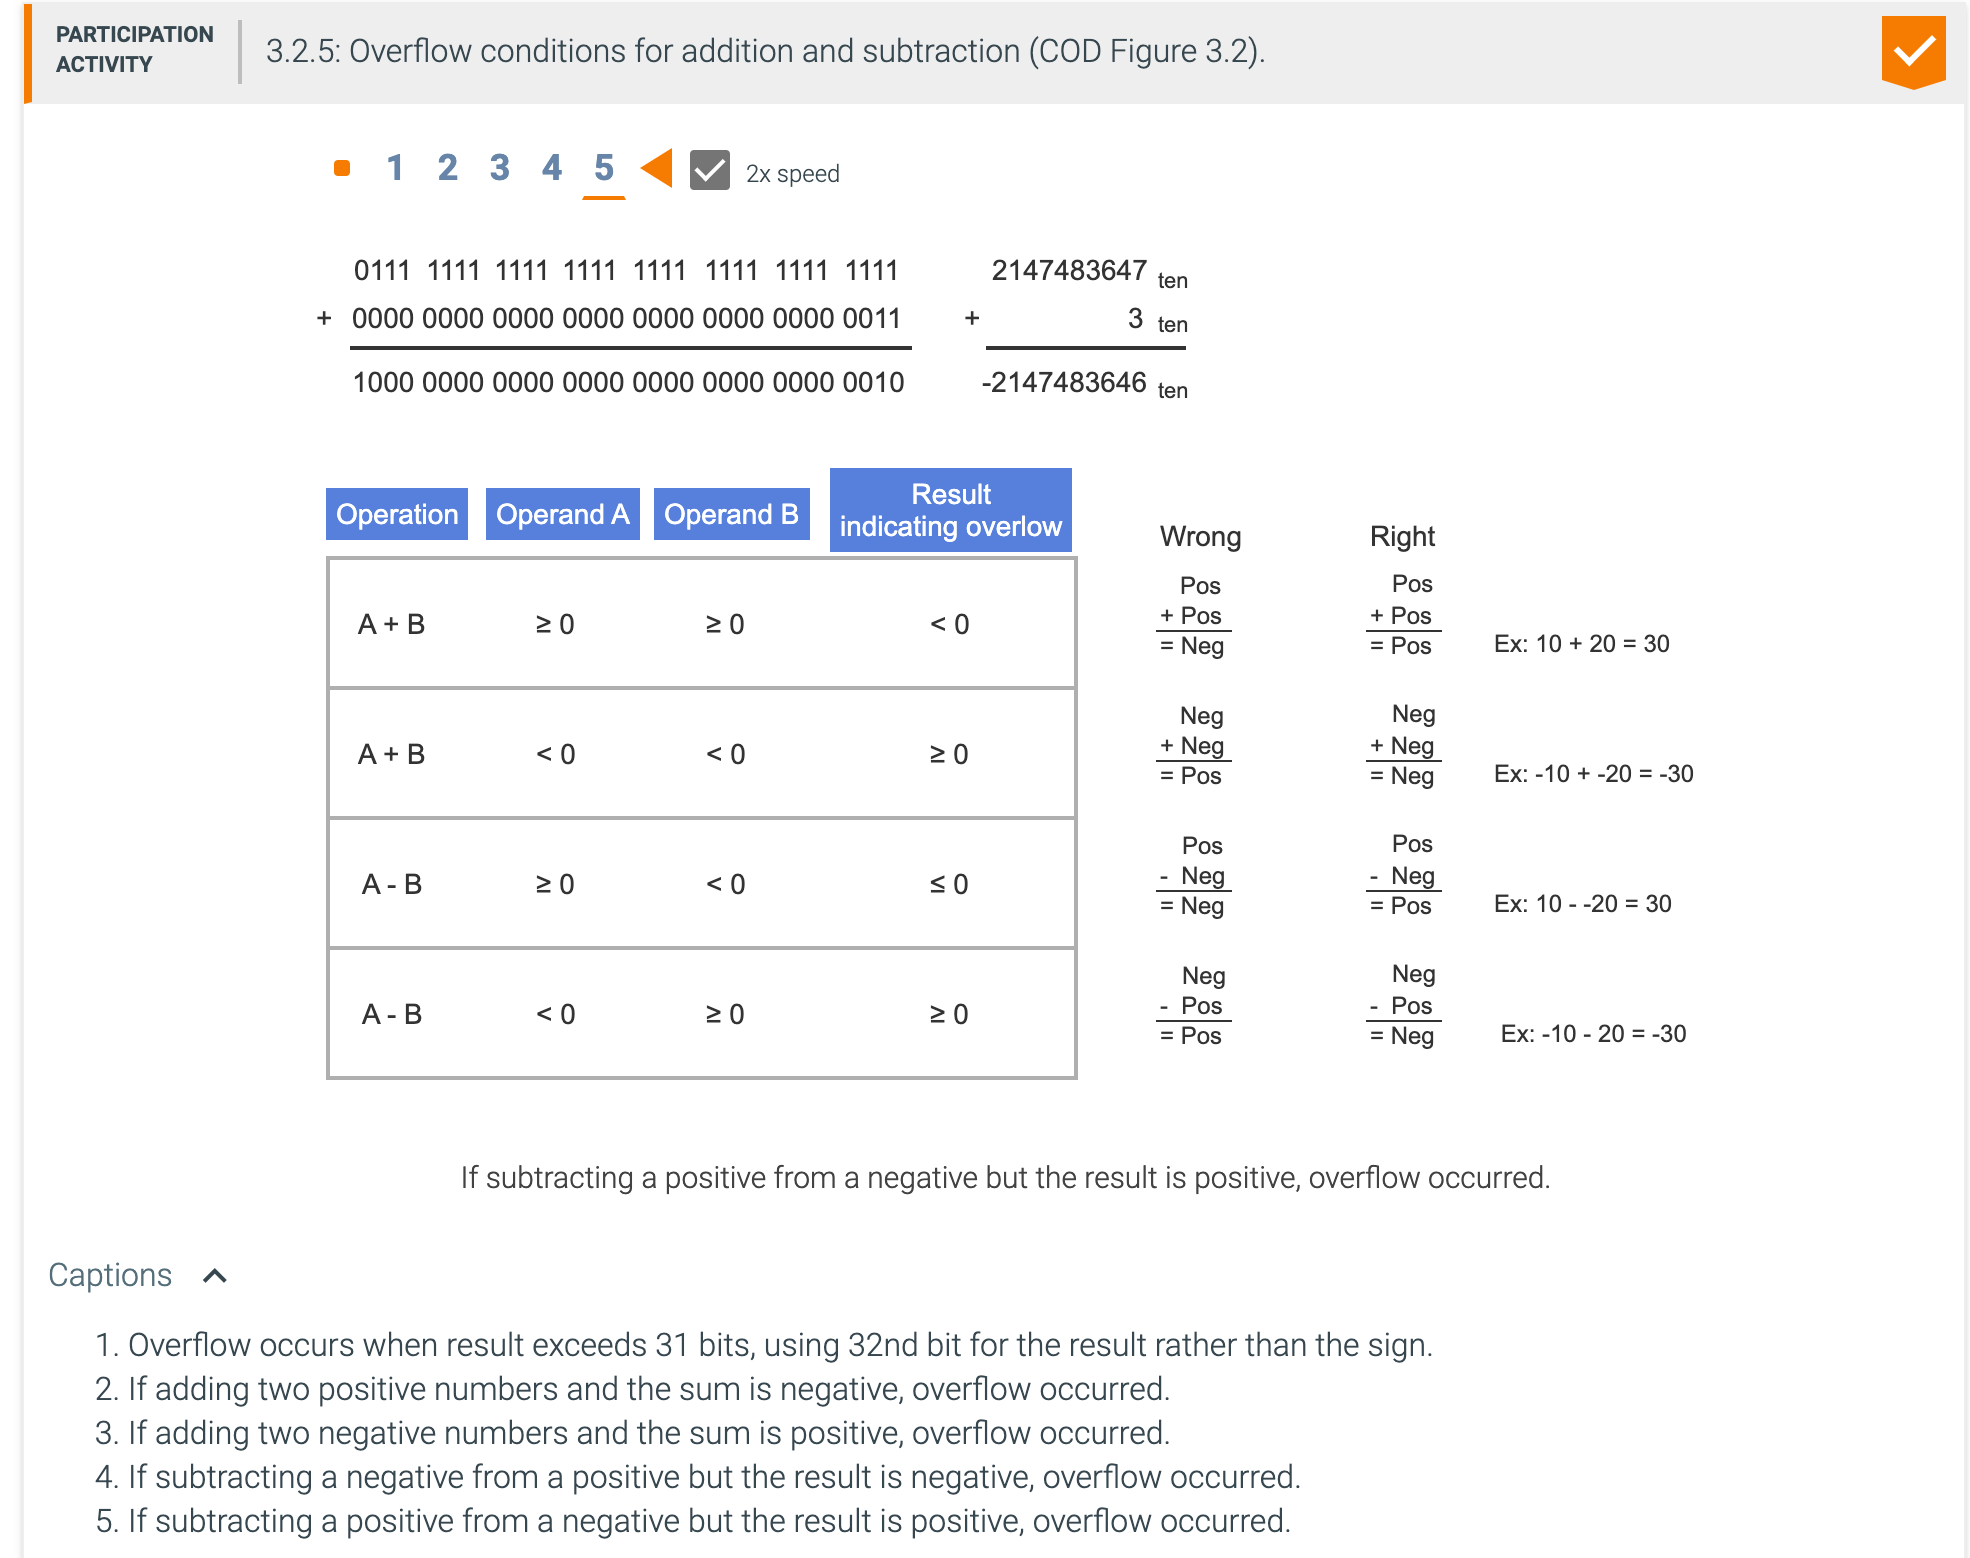 PARTICIPATION
ACTIVITY
3.2.5: Overflow conditions for addition and subtraction (COD Figure 3.2).
1 2 3 4 5 2x speed
0111 1111 1111 1111 1111 1111 1111 1111 2147483647 ten
+ 0000 0000 0000 0000 0000 0000 0000 0011 + 3 ten
1000 0000 0000 0000 0000 0000 0000 0010 -2147483646 ten
Operation Operand A Operand B Result
indicating overlow
Wrong Right
A + B ≥ 0 ≥ 0 < 0
Pos Pos
+ Pos + Pos
= Neg = Pos Ex: 10 + 20 = 30
A + B < 0 < 0 ≥ 0
Neg Neg
+ Neg + Neg
= Pos = Neg Ex: -10 + -20 = -30
A - B ≥ 0 < 0 ≤ 0
Pos Pos
- Neg - Neg
= Neg = Pos Ex: 10 - -20 = 30
A - B < 0 ≥ 0 ≥ 0
Neg Neg
- Pos - Pos
= Pos = Neg Ex: -10 - 20 = -30
If subtracting a positive from a negative but the result is positive, overflow occurred.
Captions
1. Overflow occurs when result exceeds 31 bits, using 32nd bit for the result rather than the sign.
2. If adding two positive numbers and the sum is negative, overflow occurred.
3. If adding two negative numbers and the sum is positive, overflow occurred.
4. If subtracting a negative from a positive but the result is negative, overflow occurred.
5. If subtracting a positive from a negative but the result is positive, overflow occurred.